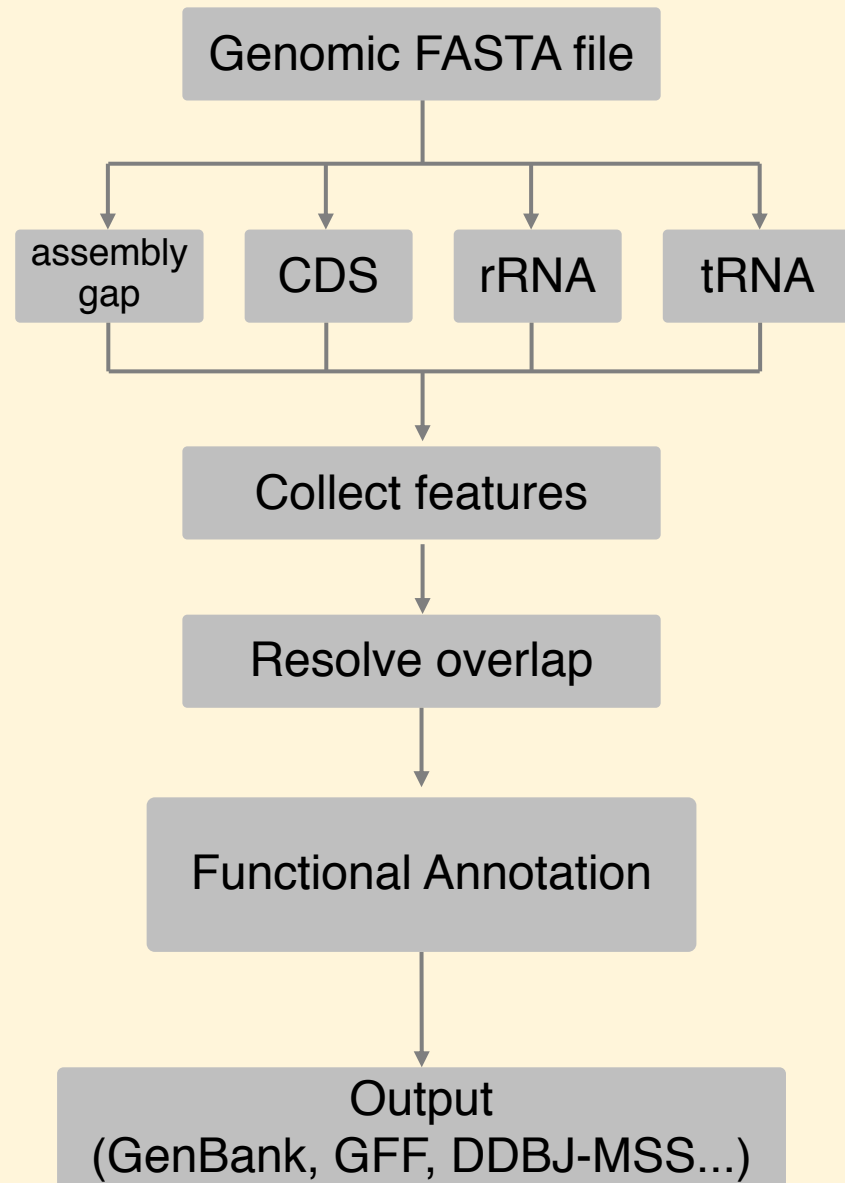 Genomic FASTA file
assembly
gap
CDS
rRNA
tRNA
Collect features
Resolve overlap
Functional Annotation
Output
(GenBank, GFF, DDBJ-MSS...)